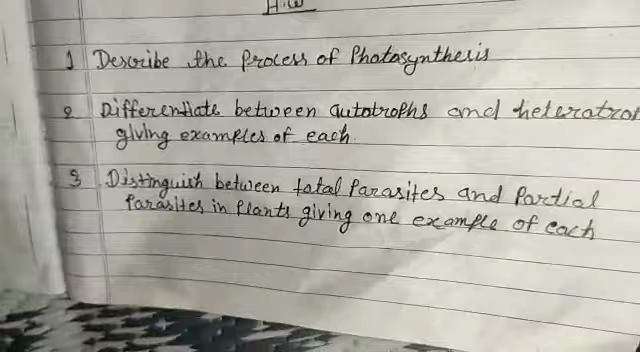 H.W
1 Describe the Process of Photosynthesis
2 Differentiate between autotrophs and heterotrop
giving examples of each.
3 Distinguish between total Parasites and Partial
Parasites in Plants giving one example of each